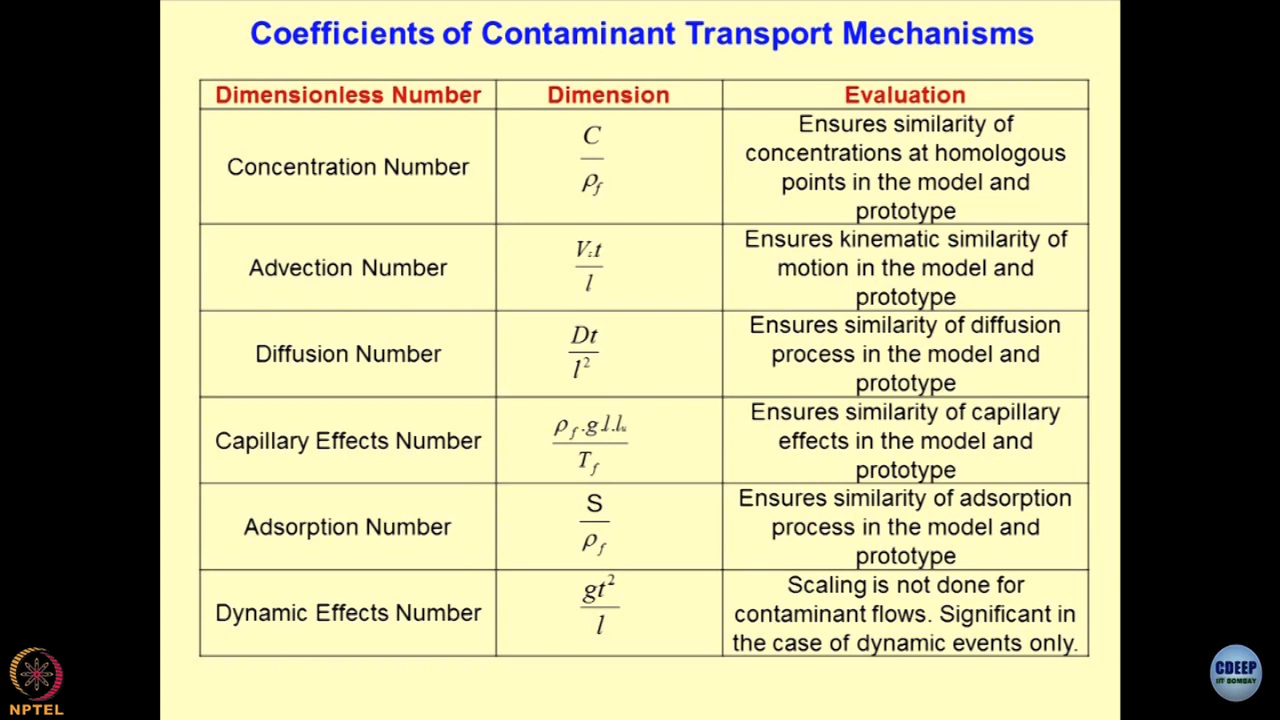 Coefficients of Contaminant Transport Mechanisms
Dimensionless Number Dimension Evaluation
Concentration Number
C
ρf
Ensures similarity of
concentrations at homologous
points in the model and
prototype
Advection Number
t
l
Ensures kinematic similarity of
motion in the model and
prototype
Diffusion Number
Dt
l²
Ensures similarity of diffusion
process in the model and
prototype
Capillary Effects Number
ρf.g.l.
Tf
Ensures similarity of capillary
effects in the model and
prototype
Adsorption Number
S
ρf
Ensures similarity of adsorption
process in the model and
prototype
Dynamic Effects Number
gt²
l
Scaling is not done for
contaminant flows. Significant in
the case of dynamic events only.
NPTEL
CDEEP
IIT BOMBAY